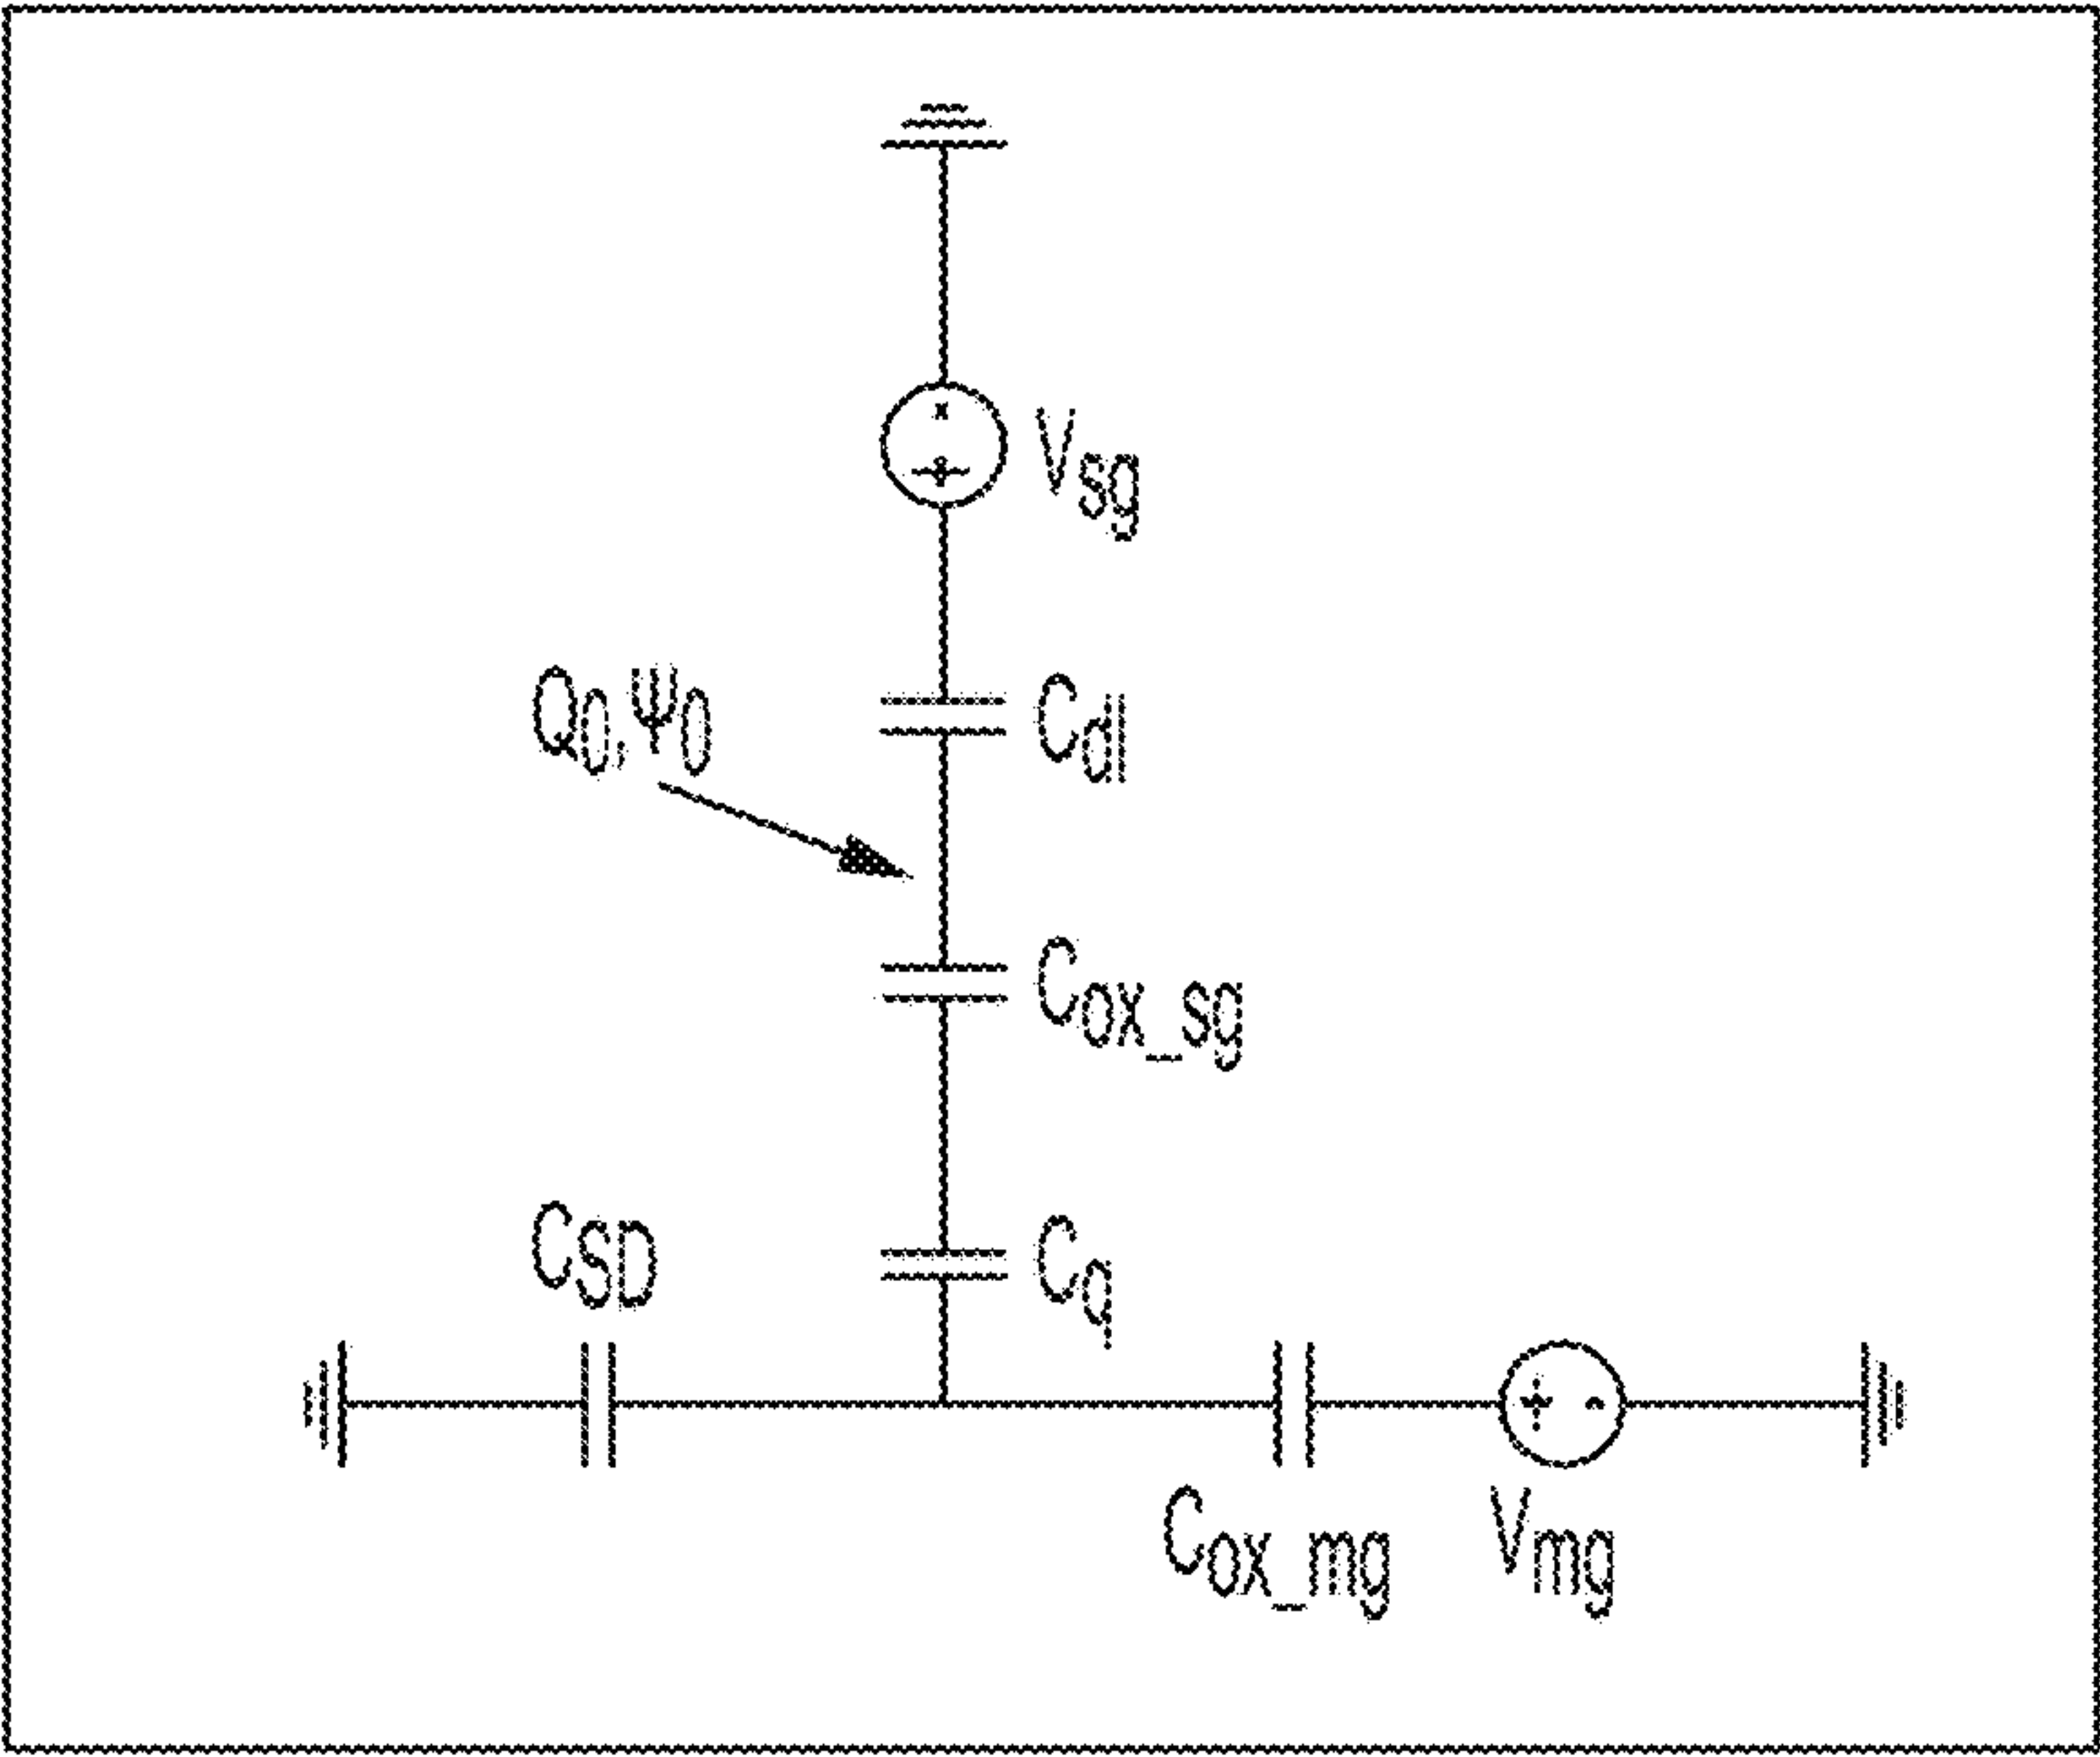 Vsg
Q0,Ψ0
Cdl
Cox_sg
CSD
Cq
Cox_mg
Vmg